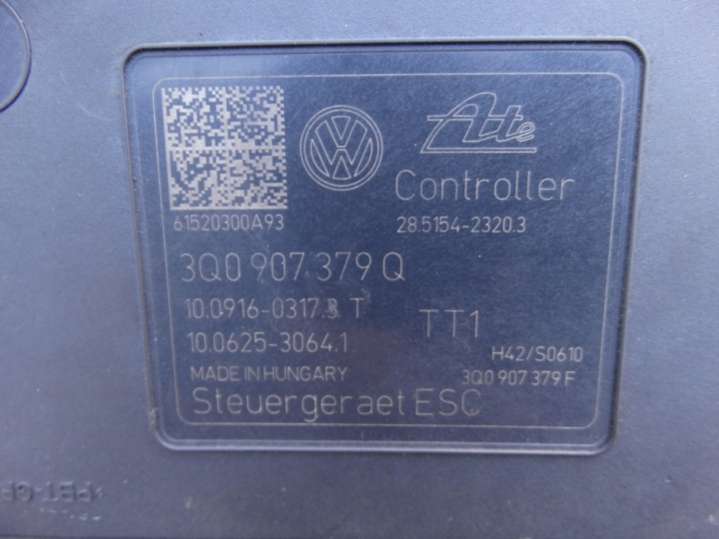 VW Ate
Controller
61520300A93 28.5154-2320.3
3Q0 907 379 Q
10.0916-0317. T
TT1
10.0625-3064.1
H42/S0610
MADE IN HUNGARY 3Q0 907 379 F
Steuergeraet ESC